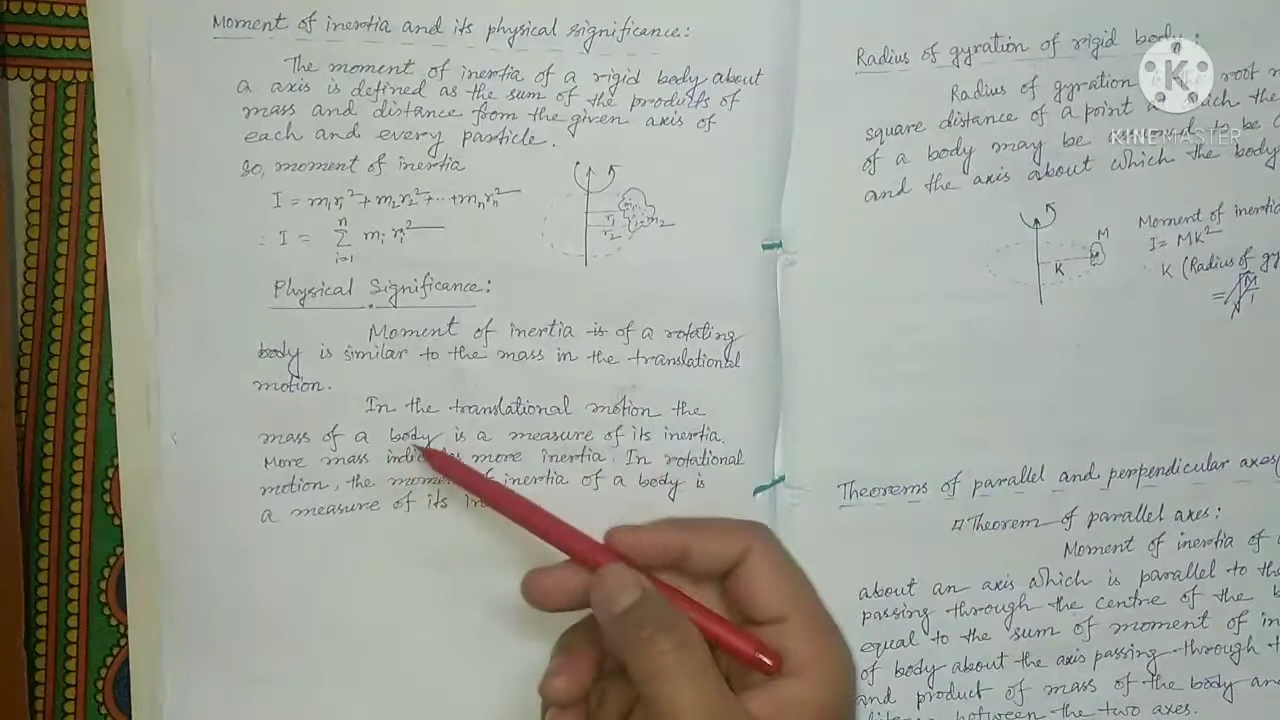 Moment of inertia and its physical significance:
The moment of inertia of a rigid body about
a axis is defined as the sum of the products of
mass and distance from the given axis of
each and every particle.
So, moment of inertia
I = m₁r₁² + m₂r₂² + ... + mₙrₙ²
∴ I = Σ mᵢ rᵢ²
n
i=1
r₁
r₂
m₂
Physical Significance:
Moment of inertia is of a rotating
body is similar to the mass in the translational
motion.
In the translational motion the
mass of a body is a measure of its inertia.
More mass more inertia. In rotational
motion, the of inertia of a body is
a measure of its
Radius of gyration of rigid body:
Radius of gyration root
square distance of a point the
of a body may be to be
and the axis about which the body
Moment of inertia
I = MK²
K (Radius of
=
M
K
Theorems of parallel and perpendicular axes
Theorem of parallel axes:
Moment of inertia of
about an axis which is parallel to the
passing through the centre of the
equal to the sum of moment of
of body about the axis passing through
and product of mass of the body and
between the two axes.
K
KINEMASTER